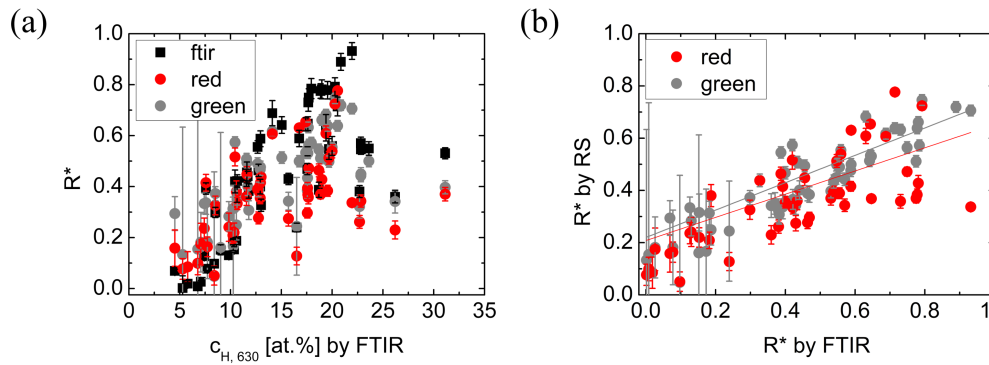 (a)
(b)
1.0
0.8
0.6
0.4
0.2
0.0
R*
ftir
red
green
0 5 10 15 20 25 30 35
c_H, 630 [at.%] by FTIR
1.0
0.8
0.6
0.4
0.2
0.0
R* by RS
red
green
0.0 0.2 0.4 0.6 0.8 1
R* by FTIR